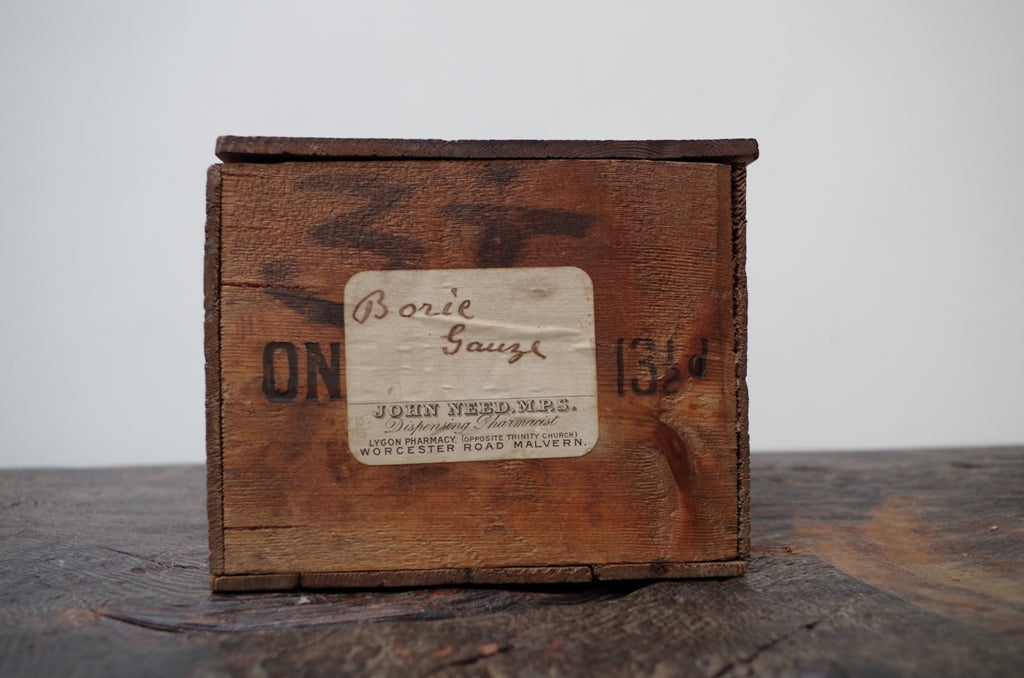 Boric
Gauze
ON 13½d
JOHN NEED. M.P.S.
Dispensing Pharmacist
LYGON PHARMACY. (OPPOSITE TRINITY CHURCH)
WORCESTER ROAD MALVERN.